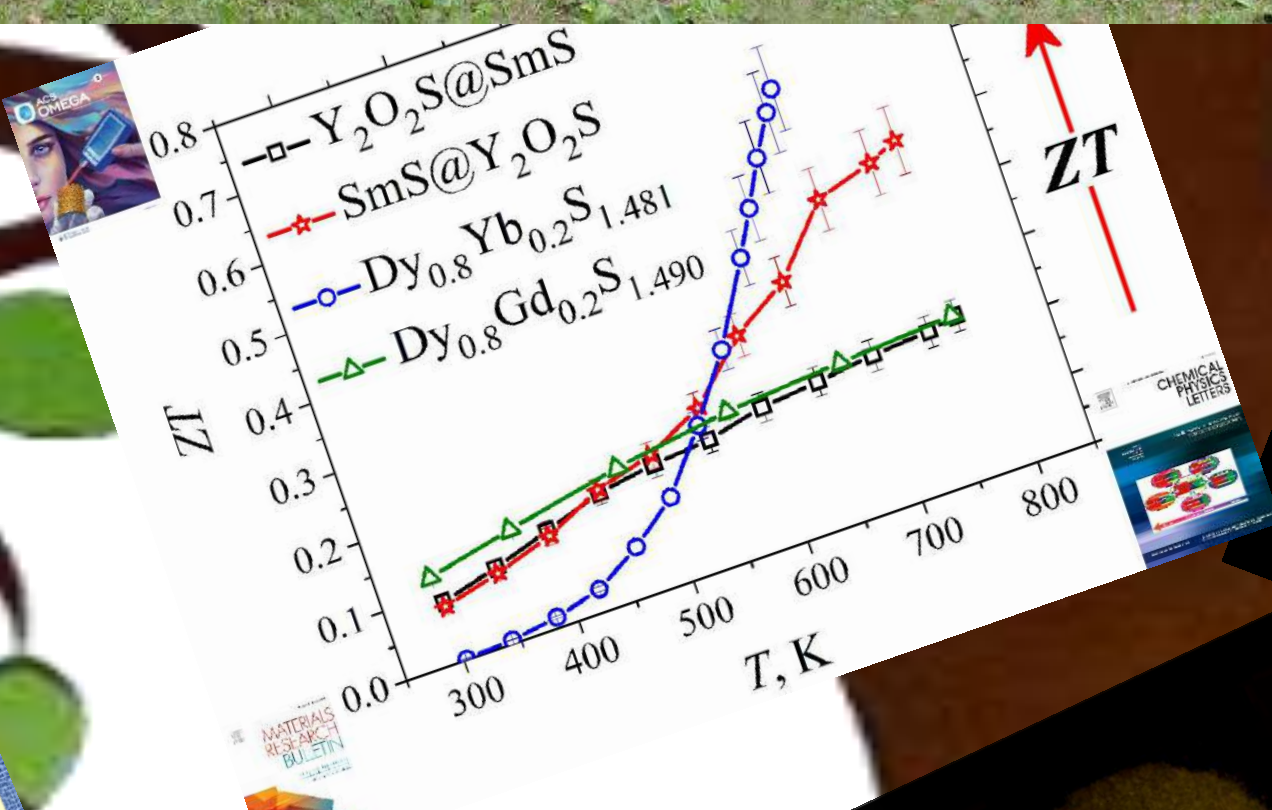 ACS
OMEGA
Y2O2S@SmS
SmS@Y2O2S
Dy0.8Yb0.2S1.481
Dy0.8Gd0.2S1.490
ZT
0.8
0.7
0.6
0.5
0.4
0.3
0.2
0.1
0.0
ZT
300
400
500
600
700
800
T, K
CHEMICAL
PHYSICS
LETTERS
MATERIALS
RESEARCH
BULLETIN